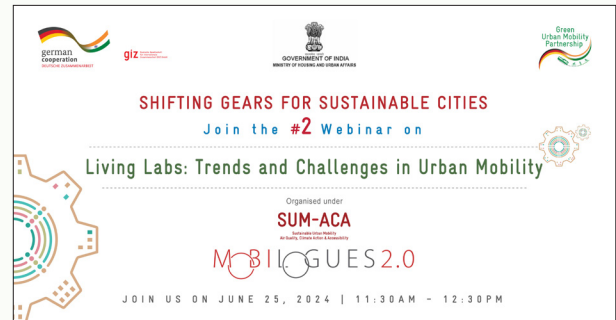 german
cooperation
DEUTSCHE ZUSAMMENARBEIT
giz
GOVERNMENT OF INDIA
MINISTRY OF HOUSING AND URBAN AFFAIRS
Green
Urban Mobility
Partnership
SHIFTING GEARS FOR SUSTAINABLE CITIES
Join the #2 Webinar on
Living Labs: Trends and Challenges in Urban Mobility
Organised under
SUM-ACA
Sustainable Urban Mobility
Air Quality, Climate Action & Accessibility
MOBILOGUES2.0
JOIN US ON JUNE 25, 2024 | 11:30AM - 12:30PM